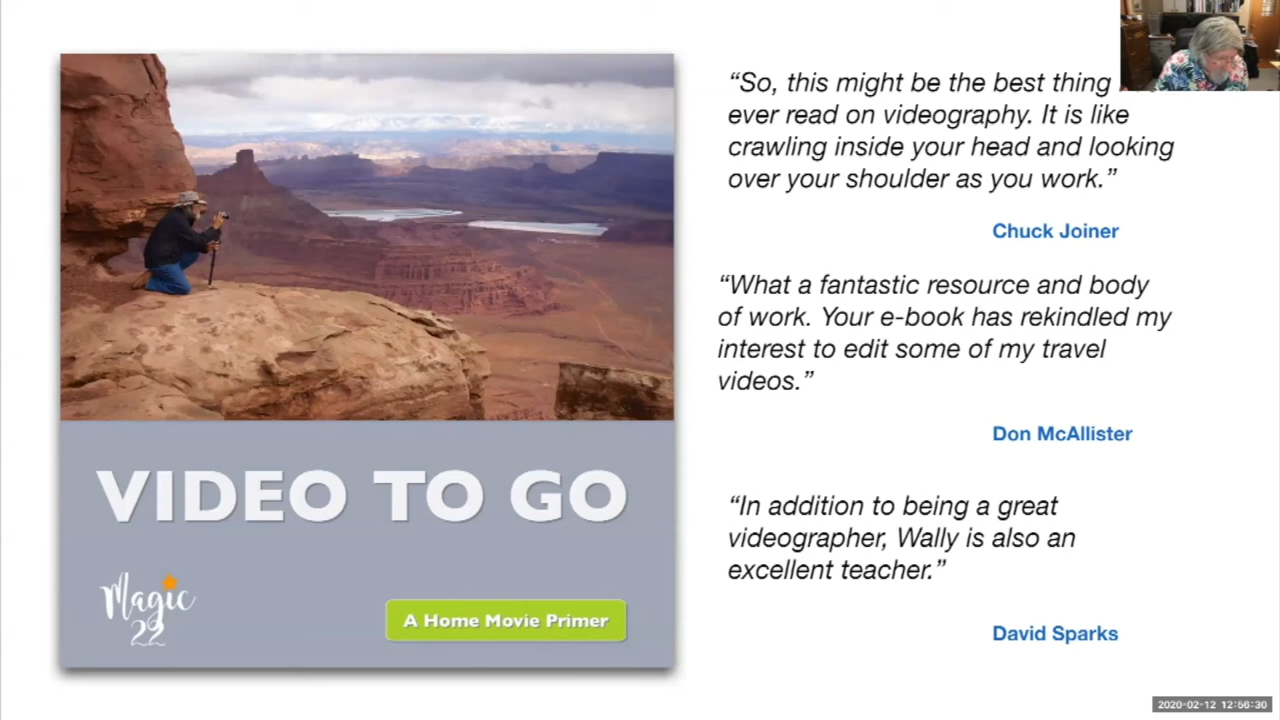 “So, this might be the best thing
ever read on videography. It is like
crawling inside your head and looking
over your shoulder as you work.”
Chuck Joiner
“What a fantastic resource and body
of work. Your e-book has rekindled my
interest to edit some of my travel
videos.”
Don McAllister
“In addition to being a great
videographer, Wally is also an
excellent teacher.”
David Sparks
VIDEO TO GO
Magic
22
A Home Movie Primer
2020-02-12 12:56:30